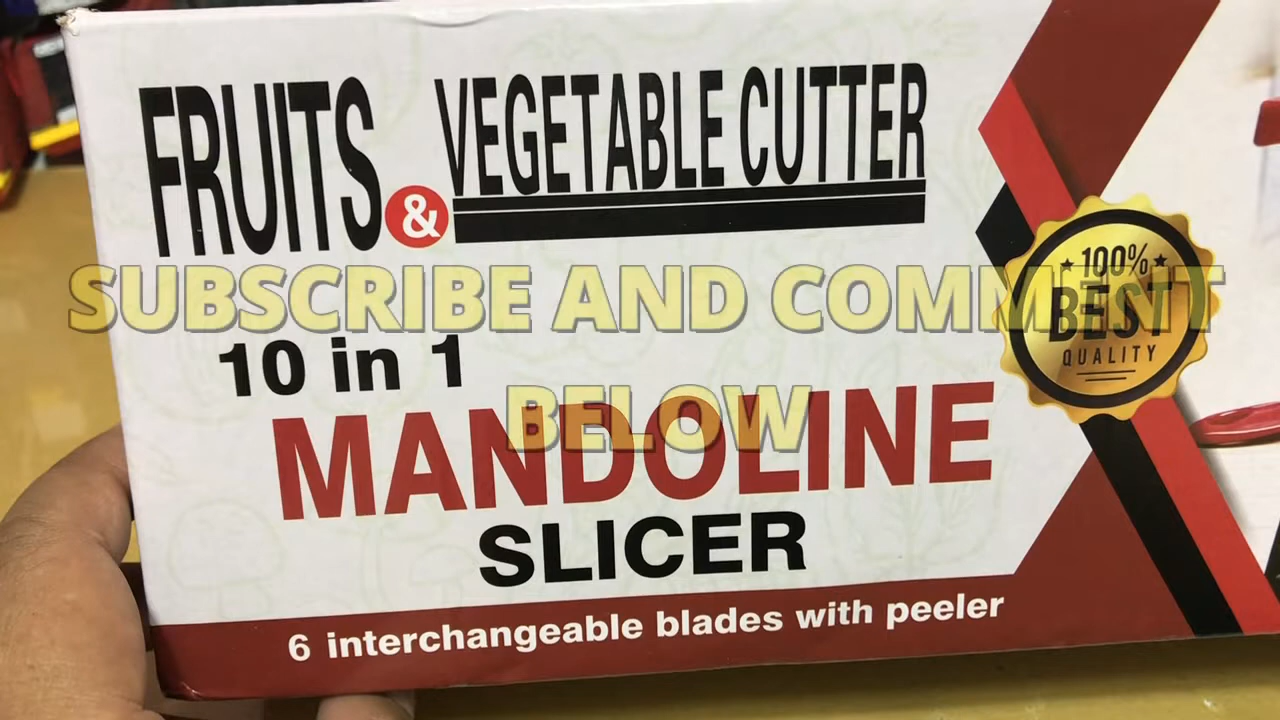 FRUITS & VEGETABLE CUTTER
SUBSCRIBE AND COMMENT
BELOW
10 in 1
MANDOLINE
SLICER
6 interchangeable blades with peeler
100%
BEST
QUALITY